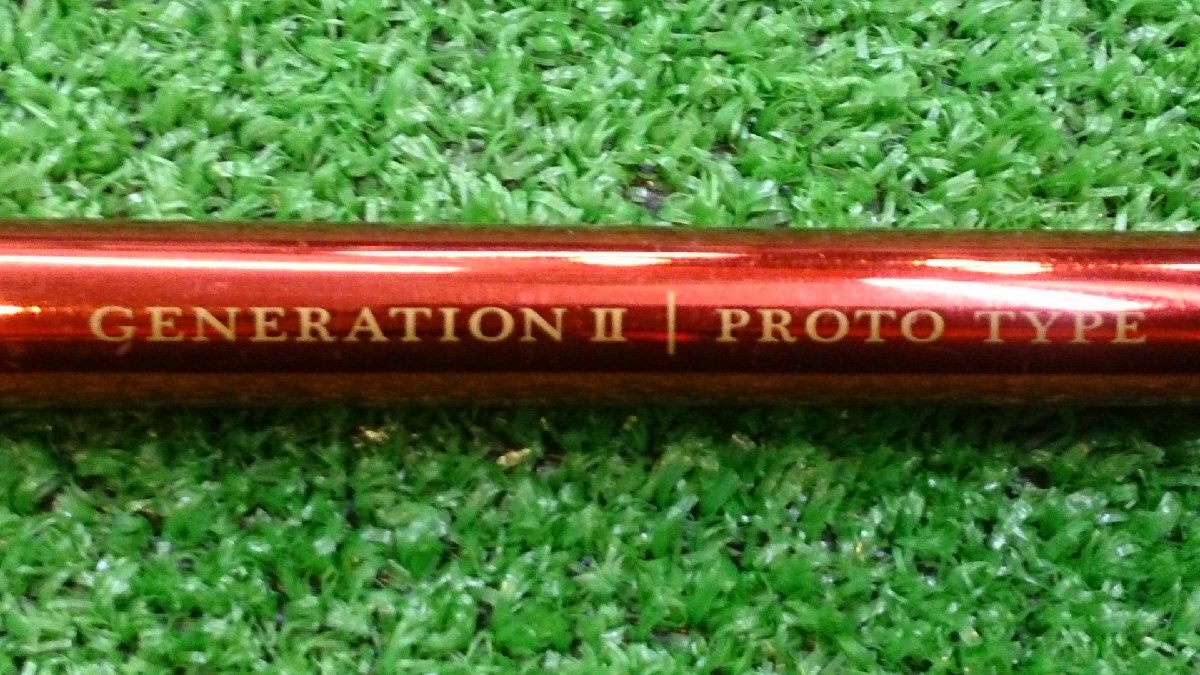 GENERATION II | PROTO TYPE